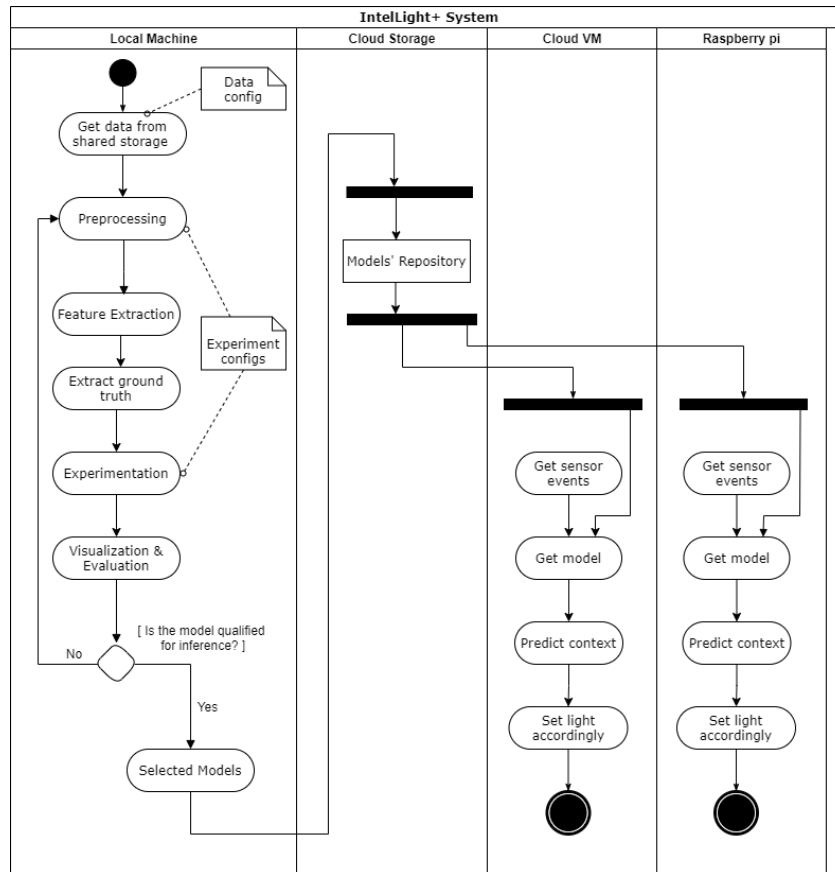 IntelLight+ System
Local Machine
Cloud Storage
Cloud VM
Raspberry pi
Data
config
Get data from
shared storage
Preprocessing
Feature Extraction
Experiment
configs
Extract ground
truth
Experimentation
Visualization &
Evaluation
[ Is the model qualified
for inference? ]
No
Yes
Selected Models
Models' Repository
Get sensor
events
Get model
Predict context
Set light
accordingly
Get sensor
events
Get model
Predict context
Set light
accordingly